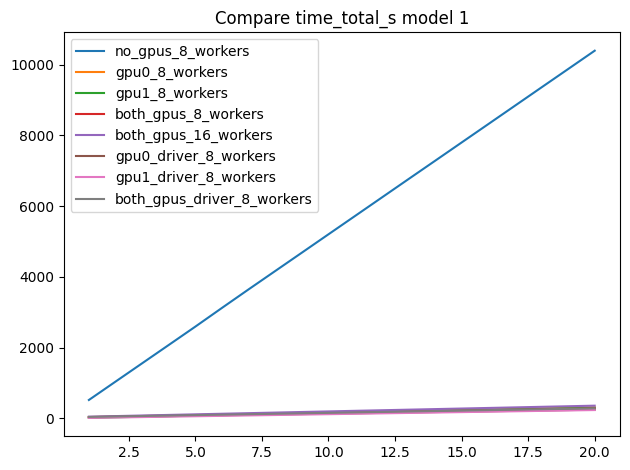 Compare time_total_s model 1
no_gpus_8_workers
gpu0_8_workers
gpu1_8_workers
both_gpus_8_workers
both_gpus_16_workers
gpu0_driver_8_workers
gpu1_driver_8_workers
both_gpus_driver_8_workers
10000
8000
6000
4000
2000
0
2.5 5.0 7.5 10.0 12.5 15.0 17.5 20.0